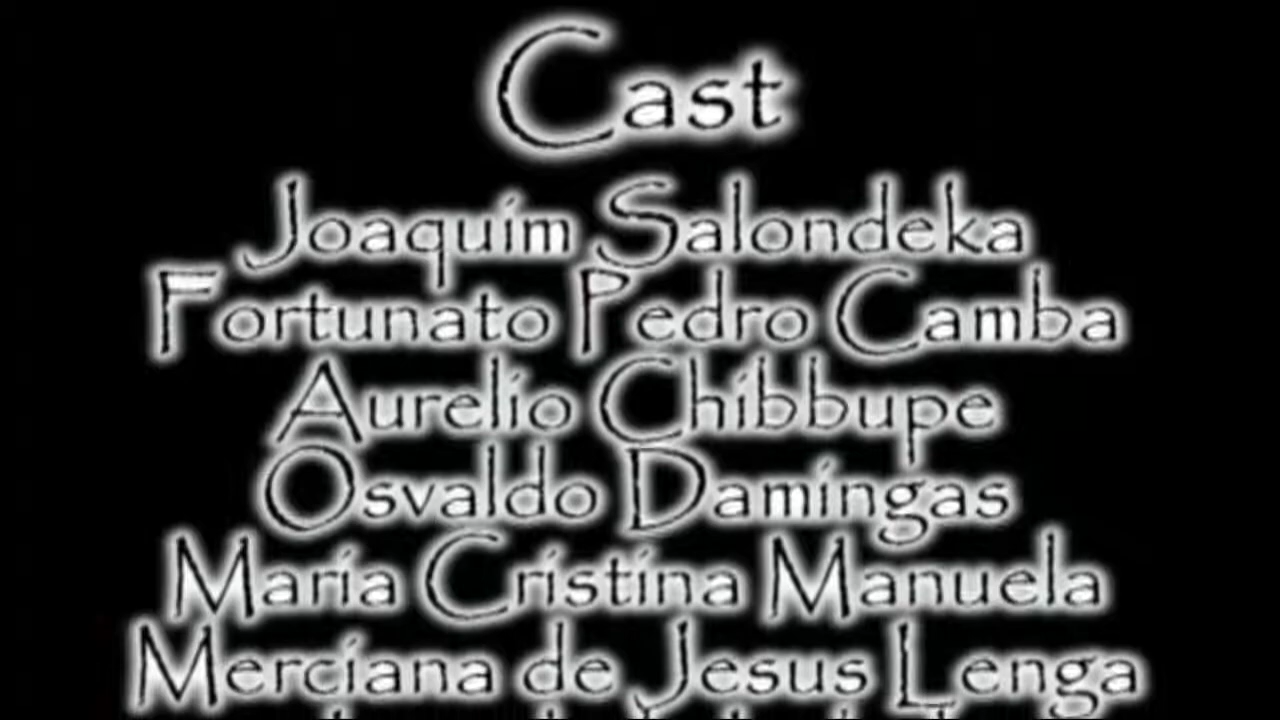 Cast
Joaquim Salondeka
Fortunato Pedro Camba
Aurelio Chibbupe
Osvaldo Damingas
Maria Cristina Manuela
Merciana de Jesus Lenga